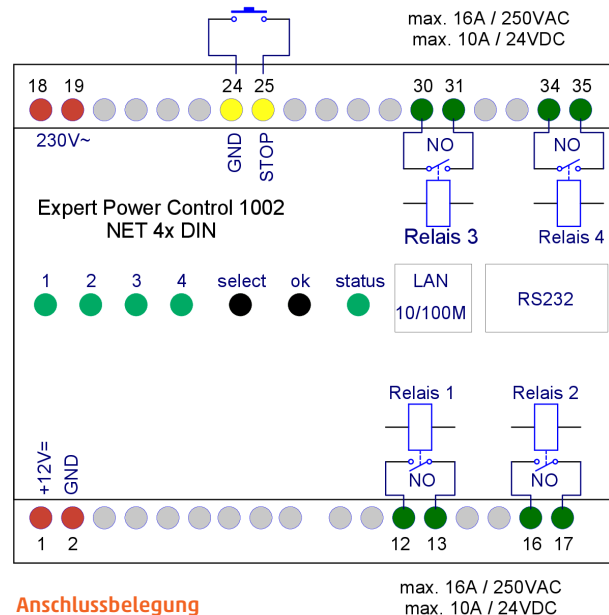 max. 16A / 250VAC
max. 10A / 24VDC
18 19 24 25 30 31 34 35
230V~
GND
STOP
NO
NO
Relais 3
Relais 4
Expert Power Control 1002
NET 4x DIN
1 2 3 4 select ok status
LAN
10/100M
RS232
Relais 1
Relais 2
+12V=
GND
NO
NO
1 2 12 13 16 17
Anschlussbelegung
max. 16A / 250VAC
max. 10A / 24VDC